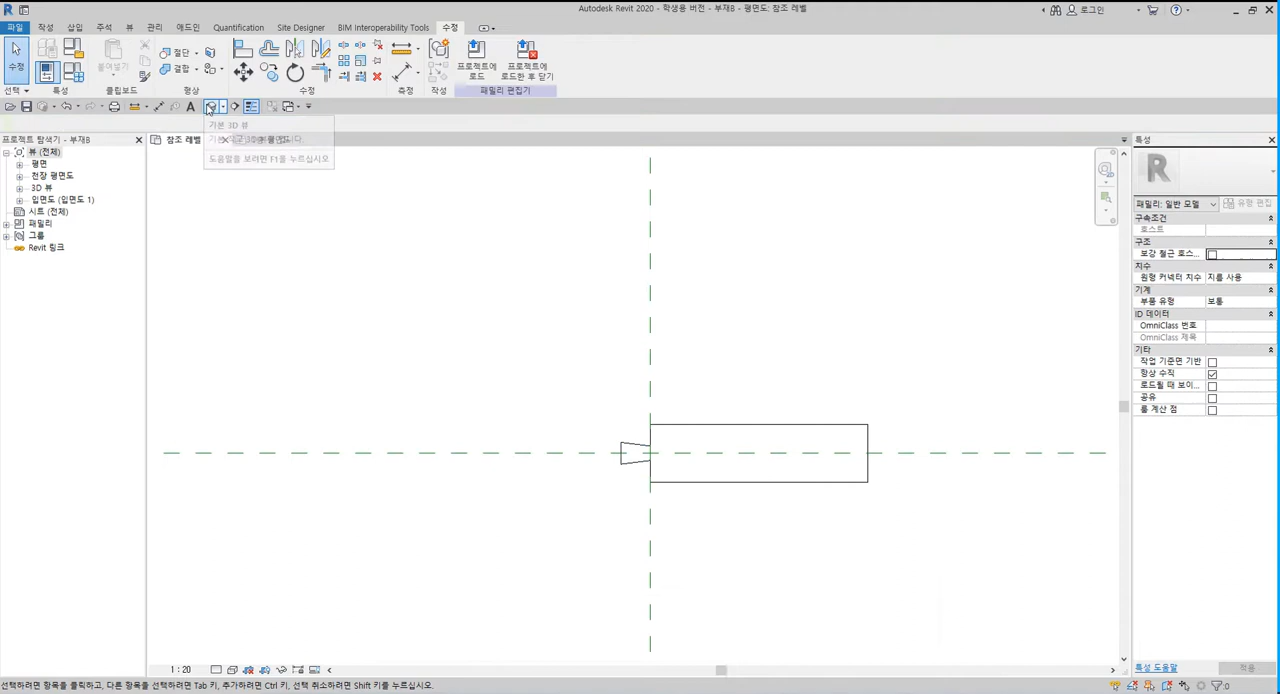 Autodesk Revit 2020 - 학생용 버전 - 부재B - 평면도: 참조 레벨
로그인
파일 작성 삽입 주석 뷰 관리 애드인 Quantification Site Designer BIM Interoperability Tools 수정
수정
붙여넣기
절단
결합
프로젝트에 로드
프로젝트에 로드한 후 닫기
선택 특성 클립보드 형상 수정 측정 작성 패밀리 편집기
기본 3D 뷰
도움말을 보려면 F1를 누르십시오
프로젝트 탐색기 - 부재B
참조 레벨
뷰 (전체)
평면
천장 평면도
3D 뷰
입면도 (입면도 1)
시트 (전체)
패밀리
그룹
Revit 링크
특성
R
패밀리: 일반 모델
유형 편집
구속조건
호스트
구조
보강 철근 호스...
치수
원형 커넥터 치수 지름 사용
기계
부품 유형 보통
ID 데이터
OmniClass 번호
OmniClass 제목
기타
작업 기준면 기반
항상 수직
로드될 때 보이...
공유
룸 계산 점
특성 도움말
적용
1 : 20
선택하려면 항목을 클릭하고, 다른 항목을 선택하려면 Tab 키, 추가하려면 Ctrl 키, 선택 취소하려면 Shift 키를 누르십시오.
:0